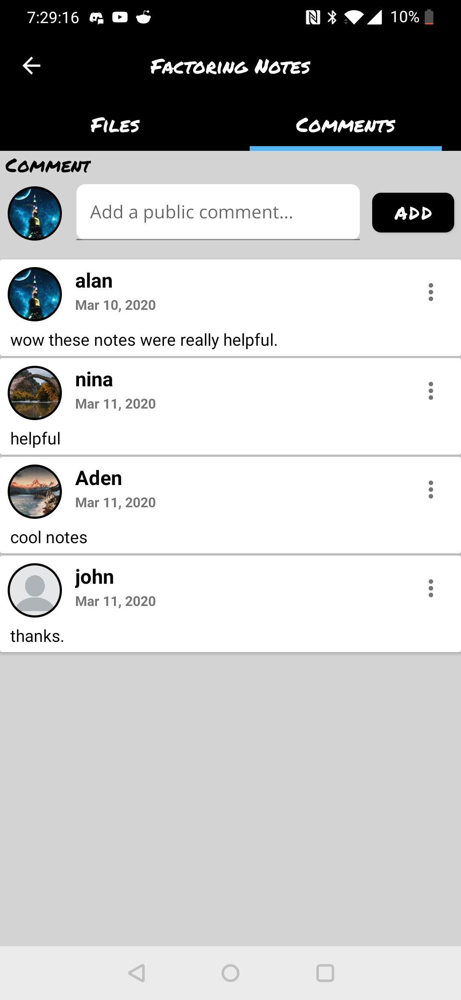 7:29:16 10%
Factoring Notes
Files Comments
Comment
Add a public comment... ADD
alan
Mar 10, 2020
wow these notes were really helpful.
nina
Mar 11, 2020
helpful
Aden
Mar 11, 2020
cool notes
john
Mar 11, 2020
thanks.